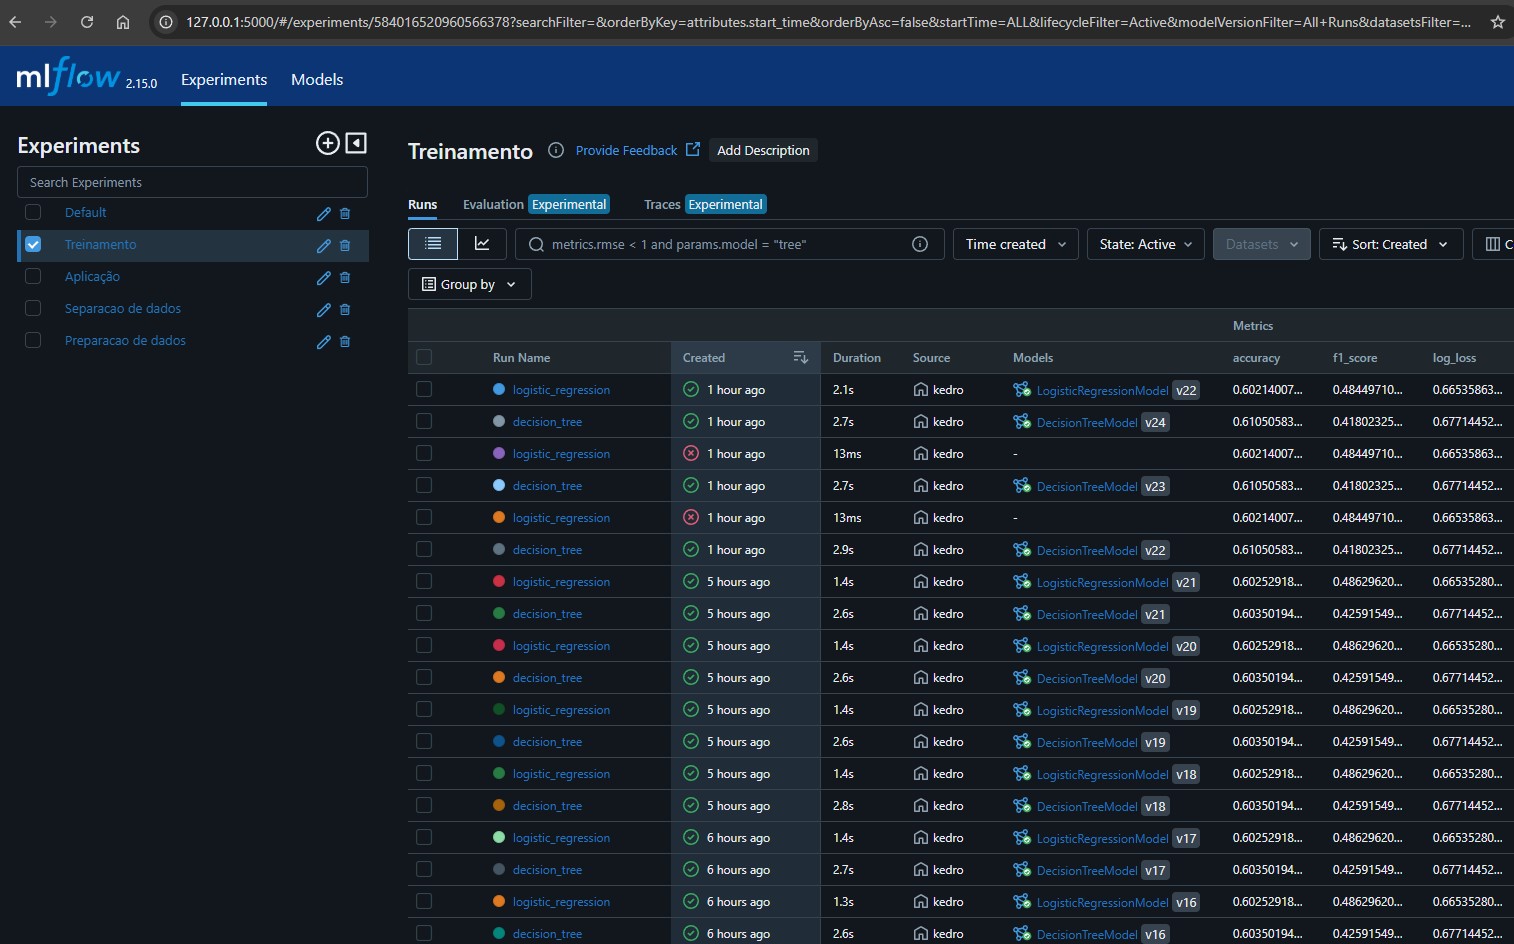 127.0.0.1:5000/#/experiments/584016520960566378?searchFilter=&orderByKey=attributes.start_time&orderByAsc=false&startTime=ALL&lifecycleFilter=Active&modelVersionFilter=All+Runs&datasetsFilter=...
mlflow 2.15.0 Experiments Models
Experiments
Search Experiments
Default
Treinamento
Aplicação
Separacao de dados
Preparacao de dados
Treinamento Provide Feedback Add Description
Runs Evaluation Experimental Traces Experimental
metrics.rmse < 1 and params.model = "tree" Time created State: Active Datasets Sort: Created C
Group by
Metrics
Run Name Created Duration Source Models accuracy f1_score log_loss
logistic_regression 1 hour ago 2.1s kedro LogisticRegressionModel v22 0.60214007... 0.48449710... 0.66535863...
decision_tree 1 hour ago 2.7s kedro DecisionTreeModel v24 0.61050583... 0.41802325... 0.67714452...
logistic_regression 1 hour ago 13ms kedro - 0.60214007... 0.48449710... 0.66535863...
decision_tree 1 hour ago 2.7s kedro DecisionTreeModel v23 0.61050583... 0.41802325... 0.67714452...
logistic_regression 1 hour ago 13ms kedro - 0.60214007... 0.48449710... 0.66535863...
decision_tree 1 hour ago 2.9s kedro DecisionTreeModel v22 0.61050583... 0.41802325... 0.67714452...
logistic_regression 5 hours ago 1.4s kedro LogisticRegressionModel v21 0.60252918... 0.48629620... 0.66535280...
decision_tree 5 hours ago 2.6s kedro DecisionTreeModel v21 0.60350194... 0.42591549... 0.67714452...
logistic_regression 5 hours ago 1.4s kedro LogisticRegressionModel v20 0.60252918... 0.48629620... 0.66535280...
decision_tree 5 hours ago 2.6s kedro DecisionTreeModel v20 0.60350194... 0.42591549... 0.67714452...
logistic_regression 5 hours ago 1.4s kedro LogisticRegressionModel v19 0.60252918... 0.48629620... 0.66535280...
decision_tree 5 hours ago 2.6s kedro DecisionTreeModel v19 0.60350194... 0.42591549... 0.67714452...
logistic_regression 5 hours ago 1.4s kedro LogisticRegressionModel v18 0.60252918... 0.48629620... 0.66535280...
decision_tree 5 hours ago 2.8s kedro DecisionTreeModel v18 0.60350194... 0.42591549... 0.67714452...
logistic_regression 6 hours ago 1.4s kedro LogisticRegressionModel v17 0.60252918... 0.48629620... 0.66535280...
decision_tree 6 hours ago 2.7s kedro DecisionTreeModel v17 0.60350194... 0.42591549... 0.67714452...
logistic_regression 6 hours ago 1.3s kedro LogisticRegressionModel v16 0.60252918... 0.48629620... 0.66535280...
decision_tree 6 hours ago 2.6s kedro DecisionTreeModel v16 0.60350194... 0.42591549... 0.67714452...